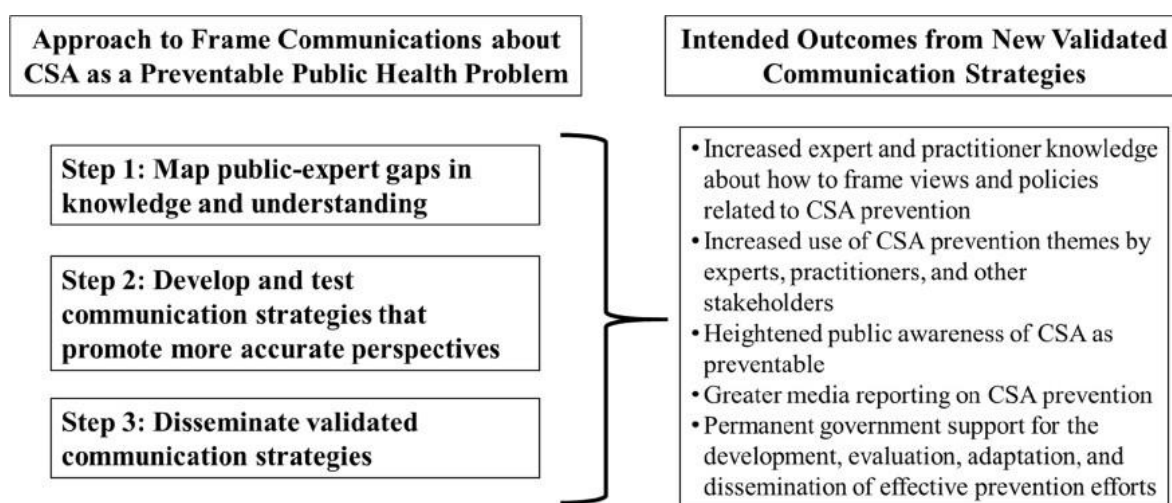 Approach to Frame Communications about
CSA as a Preventable Public Health Problem
Step 1: Map public-expert gaps in
knowledge and understanding
Step 2: Develop and test
communication strategies that
promote more accurate perspectives
Step 3: Disseminate validated
communication strategies
Intended Outcomes from New Validated
Communication Strategies
• Increased expert and practitioner knowledge
about how to frame views and policies
related to CSA prevention
• Increased use of CSA prevention themes by
experts, practitioners, and other
stakeholders
• Heightened public awareness of CSA as
preventable
• Greater media reporting on CSA prevention
• Permanent government support for the
development, evaluation, adaptation, and
dissemination of effective prevention efforts